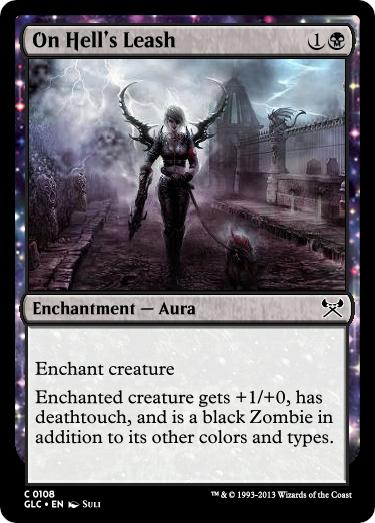 On Hell's Leash 1
Enchantment — Aura
Enchant creature
Enchanted creature gets +1/+0, has
deathtouch, and is a black Zombie in
addition to its other colors and types.
C 0108
GLC • EN Suli
™ & © 1993-2013 Wizards of the Coast